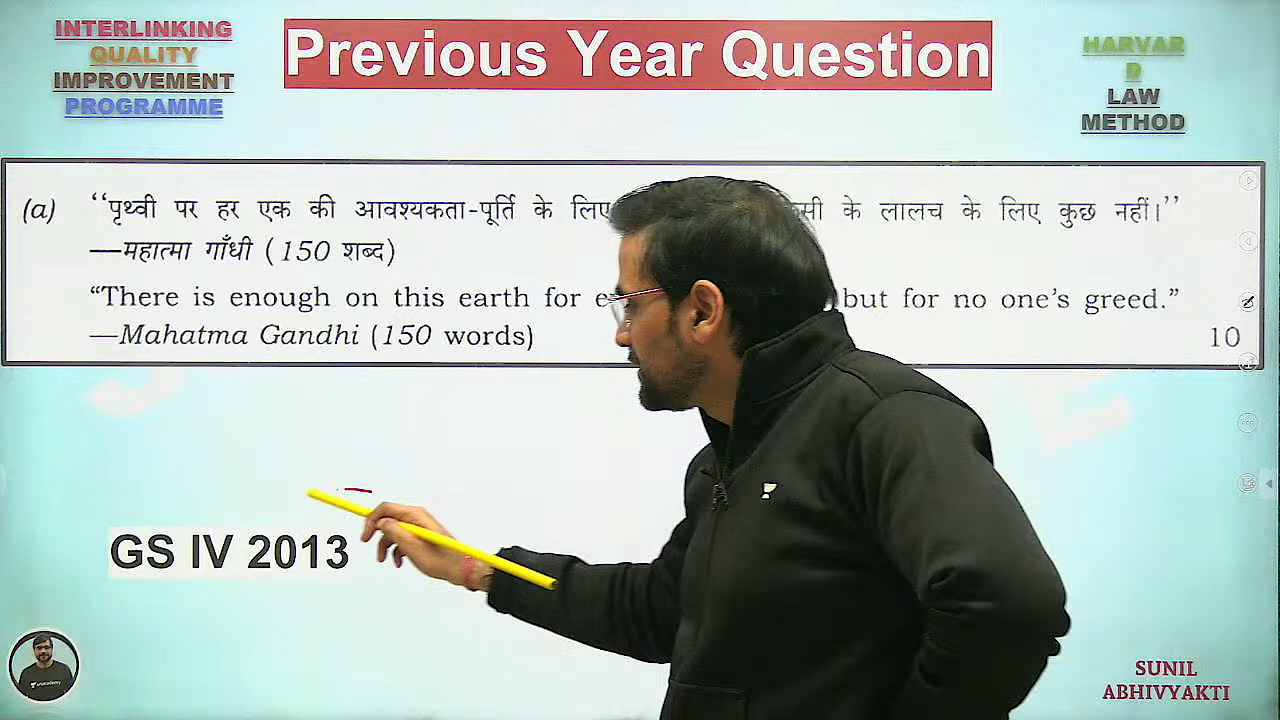 INTERLINKING
QUALITY
IMPROVEMENT
PROGRAMME
Previous Year Question
HARVAR
D
LAW
METHOD
(a) “पृथ्वी पर हर एक की आवश्यकता-पूर्ति के लिए के लालच के लिए कुछ नहीं।”
—महात्मा गाँधी (150 शब्द)
“There is enough on this earth for but for no one’s greed.”
—Mahatma Gandhi (150 words) 10
GS IV 2013
unacademy
SUNIL
ABHIVYAKTI